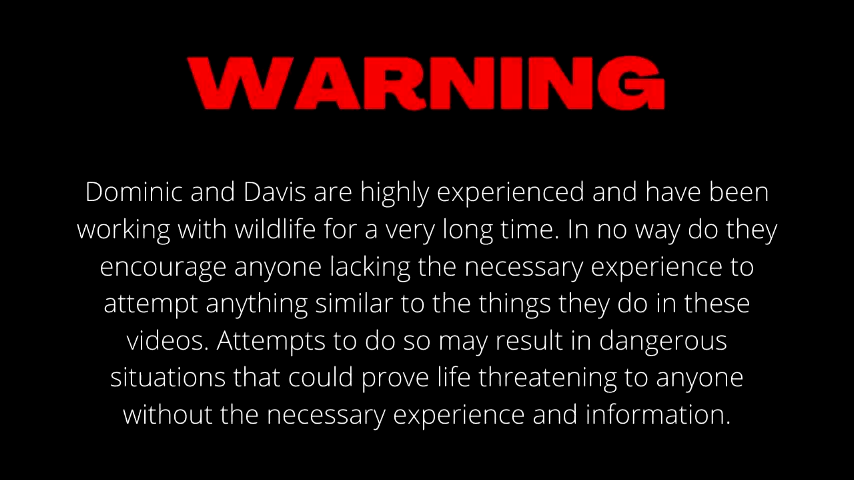 WARNING
Dominic and Davis are highly experienced and have been
working with wildlife for a very long time. In no way do they
encourage anyone lacking the necessary experience to
attempt anything similar to the things they do in these
videos. Attempts to do so may result in dangerous
situations that could prove life threatening to anyone
without the necessary experience and information.